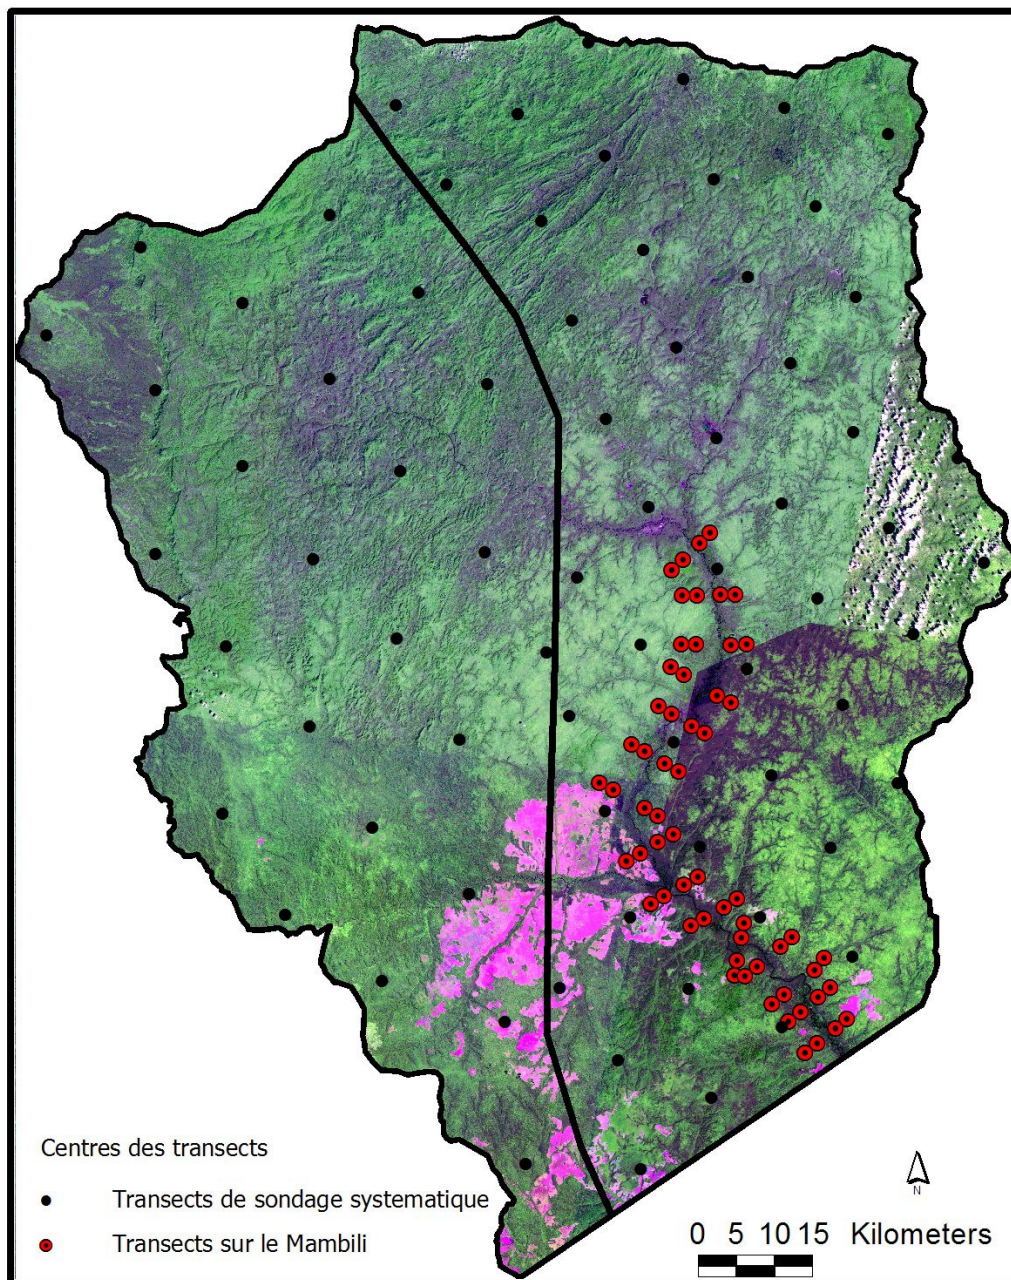 Centres des transects
Transects de sondage systematique
Transects sur le Mambili
N
0 5 10 15 Kilometers